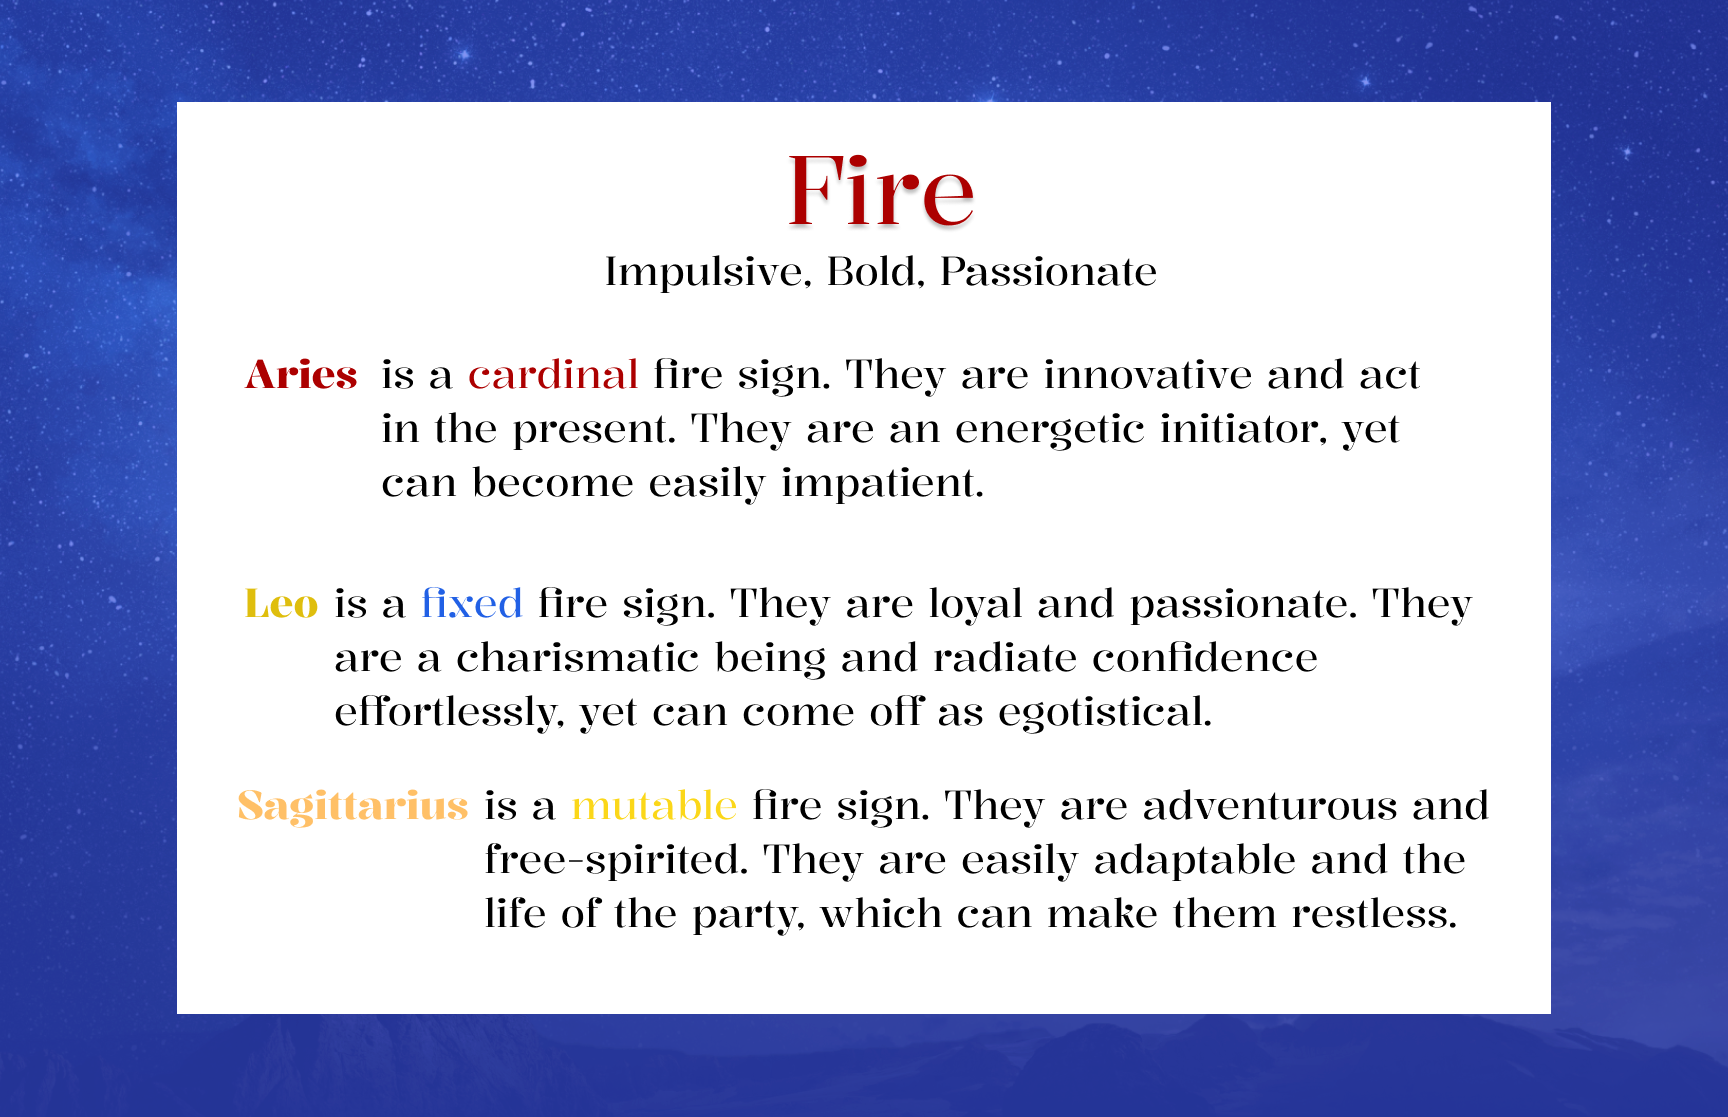 Fire
Impulsive, Bold, Passionate
Aries is a cardinal fire sign. They are innovative and act
in the present. They are an energetic initiator, yet
can become easily impatient.
Leo is a fixed fire sign. They are loyal and passionate. They
are a charismatic being and radiate confidence
effortlessly, yet can come off as egotistical.
Sagittarius is a mutable fire sign. They are adventurous and
free-spirited. They are easily adaptable and the
life of the party, which can make them restless.